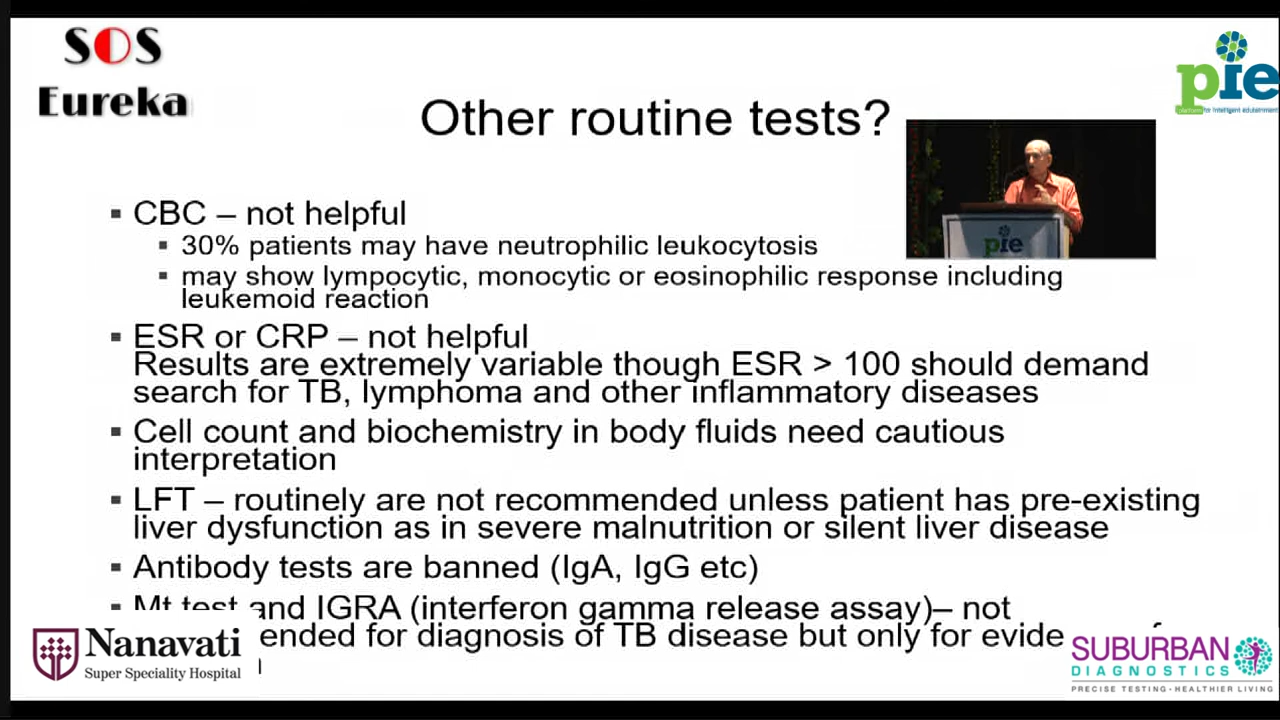 SOS
Eureka
pie
Other routine tests?
pie
▪ CBC – not helpful
▪ 30% patients may have neutrophilic leukocytosis
▪ may show lympocytic, monocytic or eosinophilic response including
leukemoid reaction
▪ ESR or CRP – not helpful
Results are extremely variable though ESR > 100 should demand
search for TB, lymphoma and other inflammatory diseases
▪ Cell count and biochemistry in body fluids need cautious
interpretation
▪ LFT – routinely are not recommended unless patient has pre-existing
liver dysfunction as in severe malnutrition or silent liver disease
▪ Antibody tests are banned (IgA, IgG etc)
▪ Mt test and IGRA (interferon gamma release assay)– not
ended for diagnosis of TB disease but only for evide
Nanavati
Super Speciality Hospital
SUBURBAN
DIAGNOSTICS
PRECISE TESTING • HEALTHIER LIVING